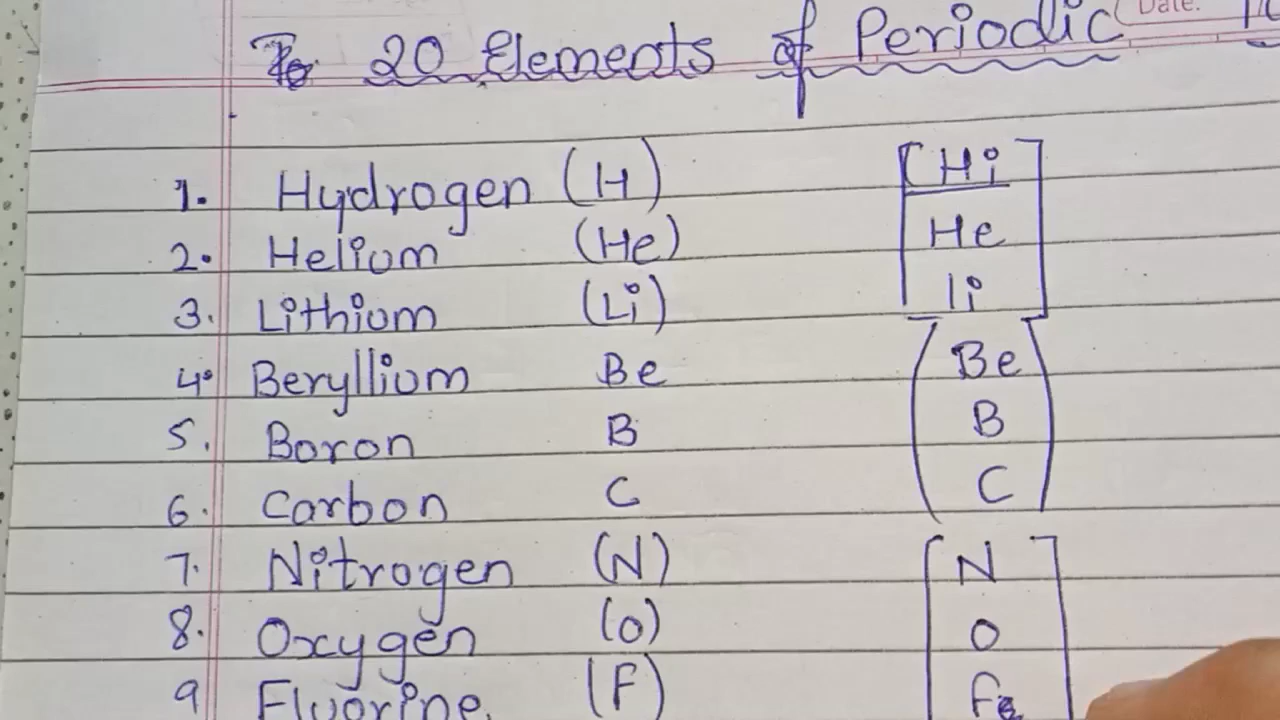 20 Elements of Periodic
Date.
1. Hydrogen (H) [Hi]
2. Helium (He) He
3. Lithium (Li) li
4. Beryllium Be Be
5. Boron B B
6. Carbon C C
7. Nitrogen (N) N
8. Oxygen (O) O
9 Fluorine. (F)